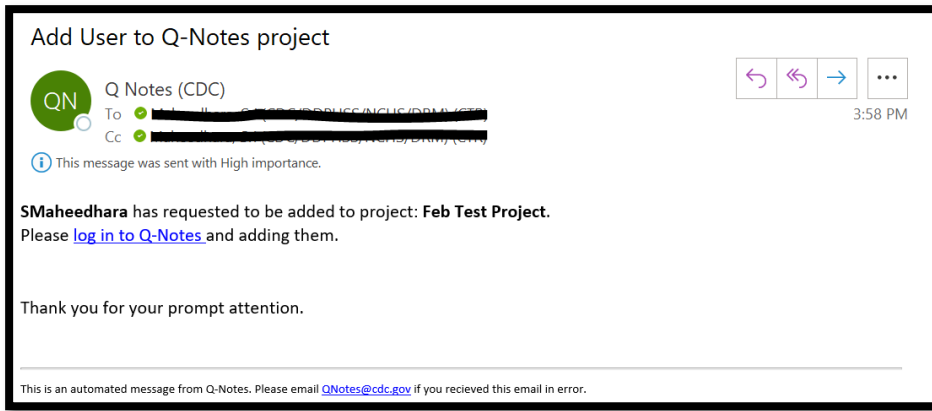 Add User to Q-Notes project
QN
Q Notes (CDC)
To
3:58 PM
Cc
This message was sent with High importance.
SMaheedhara has requested to be added to project: Feb Test Project.
Please log in to Q-Notes and adding them.
Thank you for your prompt attention.
This is an automated message from Q-Notes. Please email QNotes@cdc.gov if you recieved this email in error.